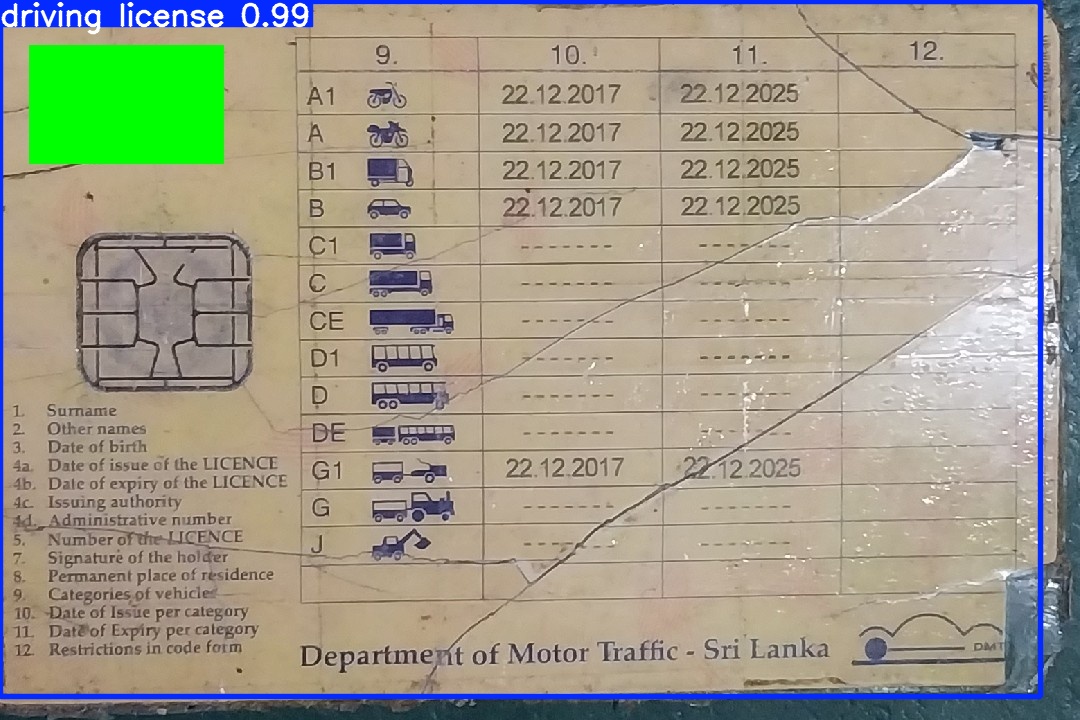 driving license 0.99
9. 10. 11. 12.
A1 22.12.2017 22.12.2025
A 22.12.2017 22.12.2025
B1 22.12.2017 22.12.2025
B 22.12.2017 22.12.2025
C1 ------- -------
C ------- -------
CE ------- -------
D1 ------- -------
D ------- -------
DE ------- -------
G1 22.12.2017 22.12.2025
G ------- -------
J ------- -------
1. Surname
2. Other names
3. Date of birth
4a. Date of issue of the LICENCE
4b. Date of expiry of the LICENCE
4c. Issuing authority
4d. Administrative number
5. Number of the LICENCE
7. Signature of the holder
8. Permanent place of residence
9. Categories of vehicle
10. Date of Issue per category
11. Date of Expiry per category
12. Restrictions in code form
Department of Motor Traffic - Sri Lanka
DMT